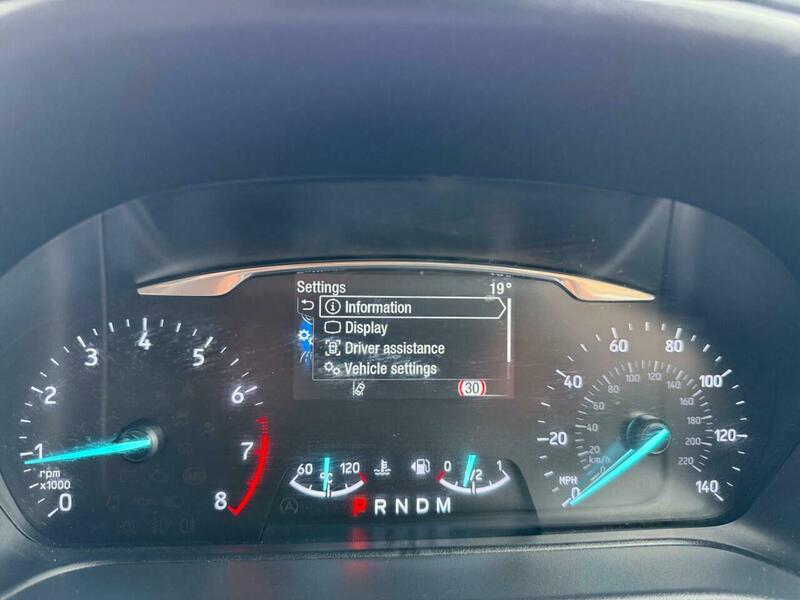 Settings 19°
Information
Display
Driver assistance
Vehicle settings
30
0 1 2 3 4 5 6 7 8
rpm
x1000
60 °C 120
0 1/2 1
P R N D M
0 20 40 60 80 100 120 140
MPH
20 40 60 80 100 120 140 160 180 200 220
km/h
A